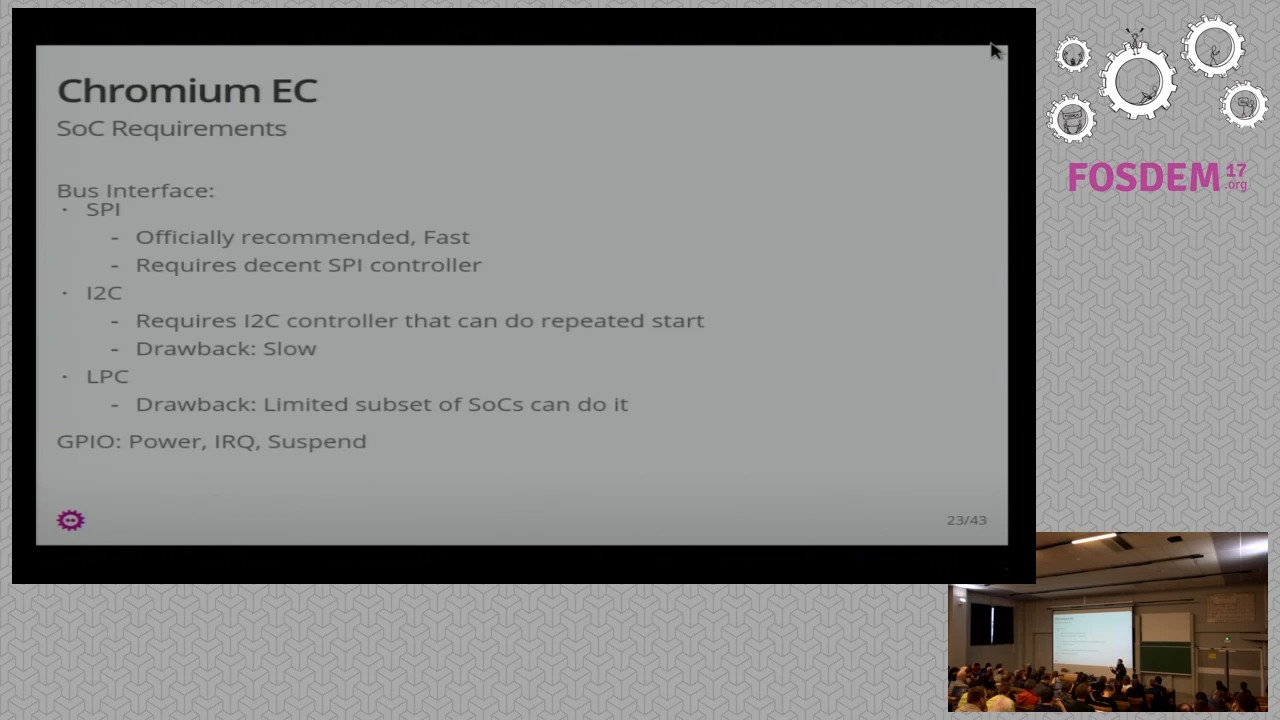 Chromium EC
SoC Requirements
Bus Interface:
· SPI
- Officially recommended, Fast
- Requires decent SPI controller
· I2C
- Requires I2C controller that can do repeated start
- Drawback: Slow
· LPC
- Drawback: Limited subset of SoCs can do it
GPIO: Power, IRQ, Suspend
23/43
FOSDEM 17
.org